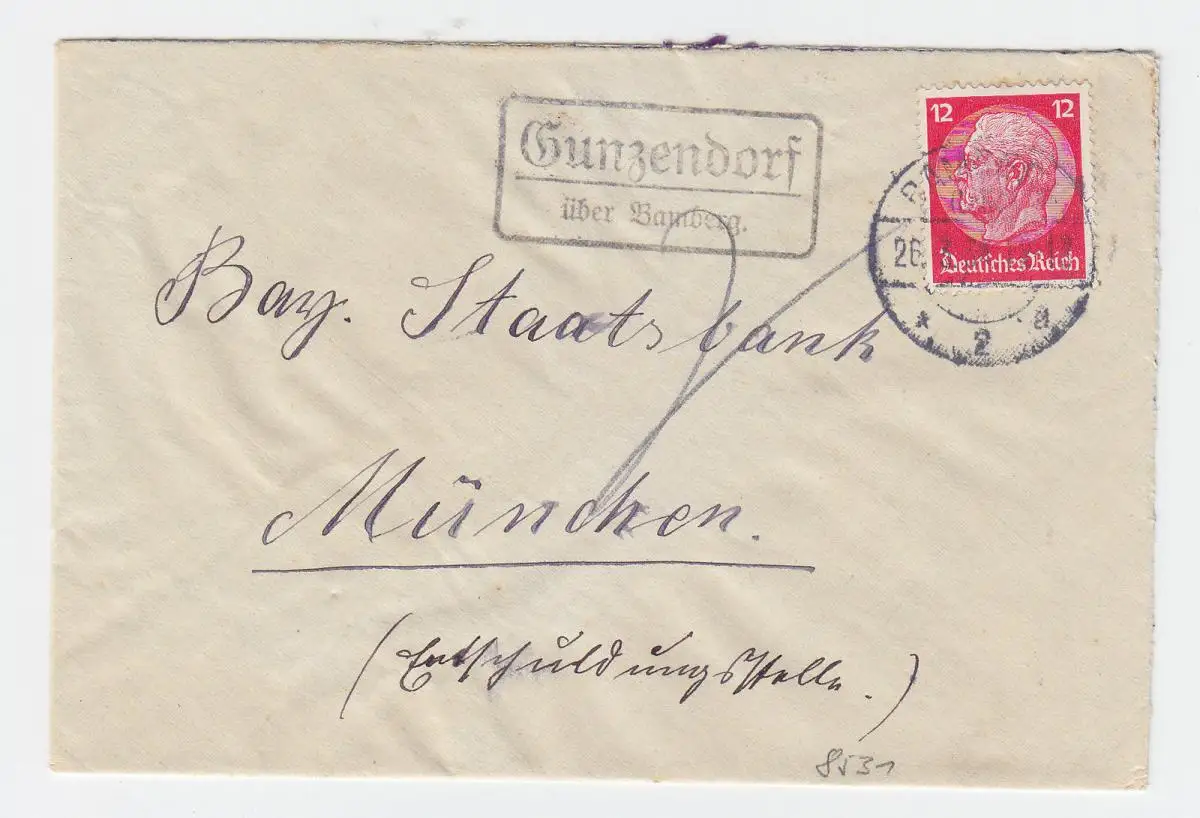 12 12
Gunzendorf
über Bamberg.
Deutsches Reich
26.
* 2 a
Bay. Staatsbank
München.
(Entschuldungsstelle.)
8531